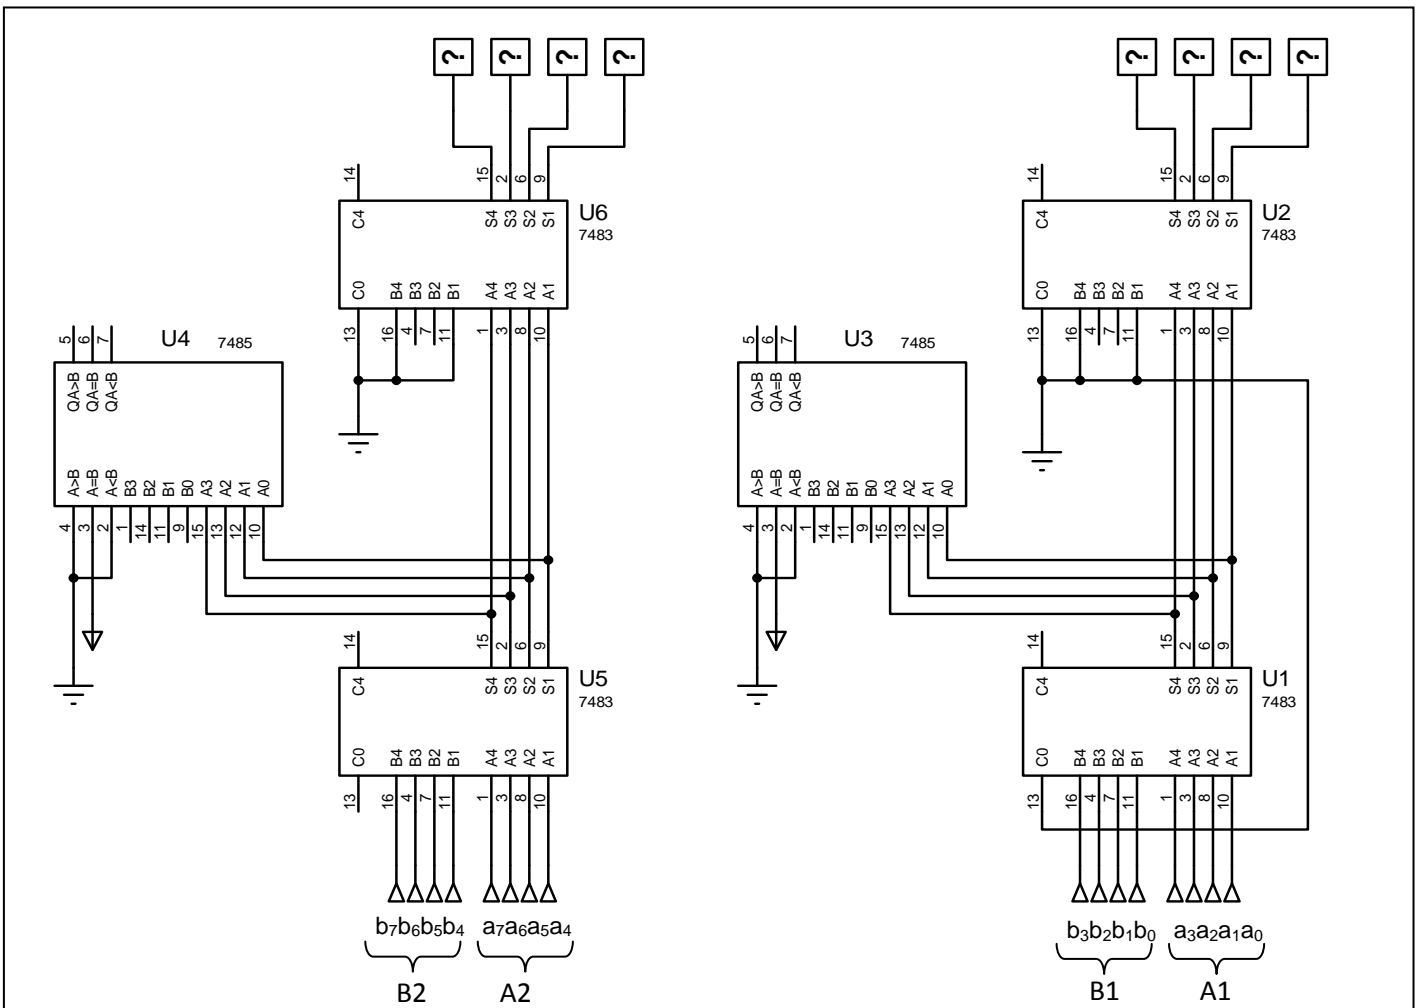 ? ? ? ? ? ? ? ?
14 15 2 6 9 14 15 2 6 9
C4 S4 S3 S2 S1 U6 C4 S4 S3 S2 S1 U2
7483 7483
C0 B4 B3 B2 B1 A4 A3 A2 A1 C0 B4 B3 B2 B1 A4 A3 A2 A1
13 16 4 7 11 1 3 8 10 13 16 4 7 11 1 3 8 10
5 6 7 U4 7485 5 6 7 U3 7485
QA>B QA=B QA<B QA>B QA=B QA<B
A>B A=B A<B B3 B2 B1 B0 A3 A2 A1 A0 A>B A=B A<B B3 B2 B1 B0 A3 A2 A1 A0
4 3 2 1 14 11 9 15 13 12 10 4 3 2 1 14 11 9 15 13 12 10
14 15 2 6 9 14 15 2 6 9
C4 S4 S3 S2 S1 U5 C4 S4 S3 S2 S1 U1
7483 7483
C0 B4 B3 B2 B1 A4 A3 A2 A1 C0 B4 B3 B2 B1 A4 A3 A2 A1
13 16 4 7 11 1 3 8 10 13 16 4 7 11 1 3 8 10
b₇b₆b₅b₄ a₇a₆a₅a₄ b₃b₂b₁b₀ a₃a₂a₁a₀
B2 A2 B1 A1